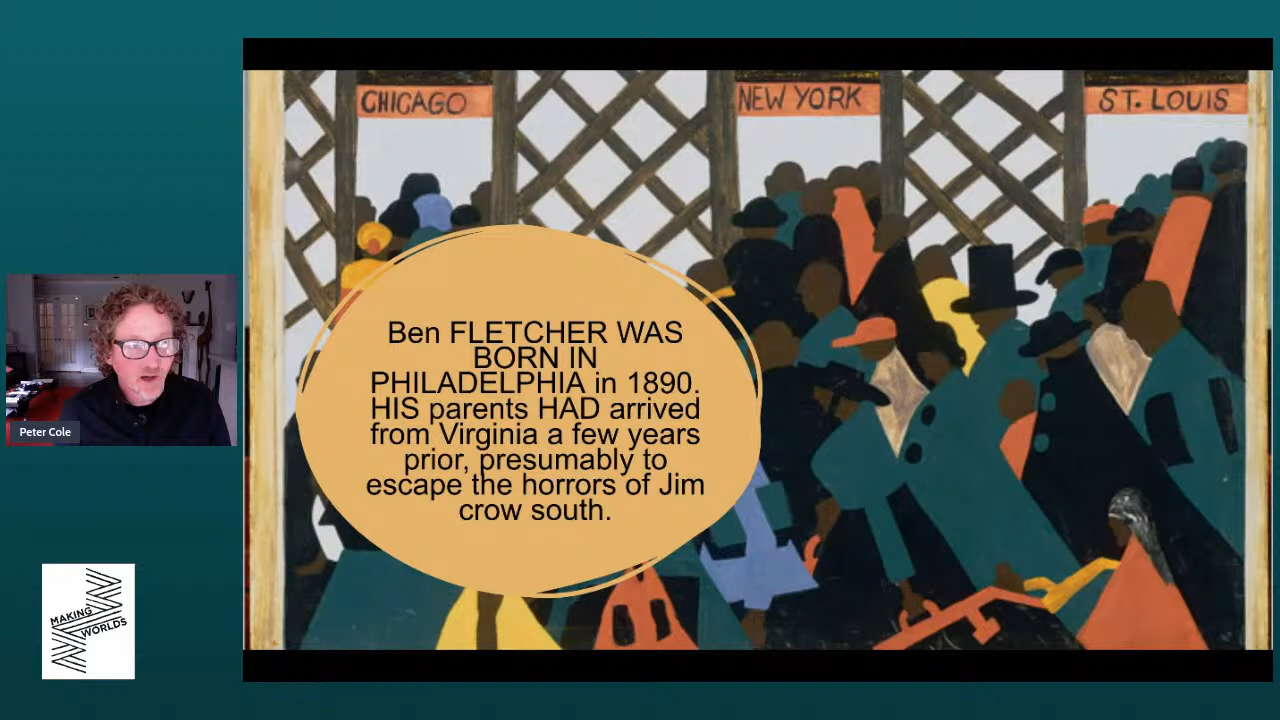 CHICAGO
NEW YORK
ST. LOUIS
Ben FLETCHER WAS
BORN IN
PHILADELPHIA in 1890.
HIS parents HAD arrived
from Virginia a few years
prior, presumably to
escape the horrors of Jim
crow south.
Peter Cole
MAKING
WORLDS